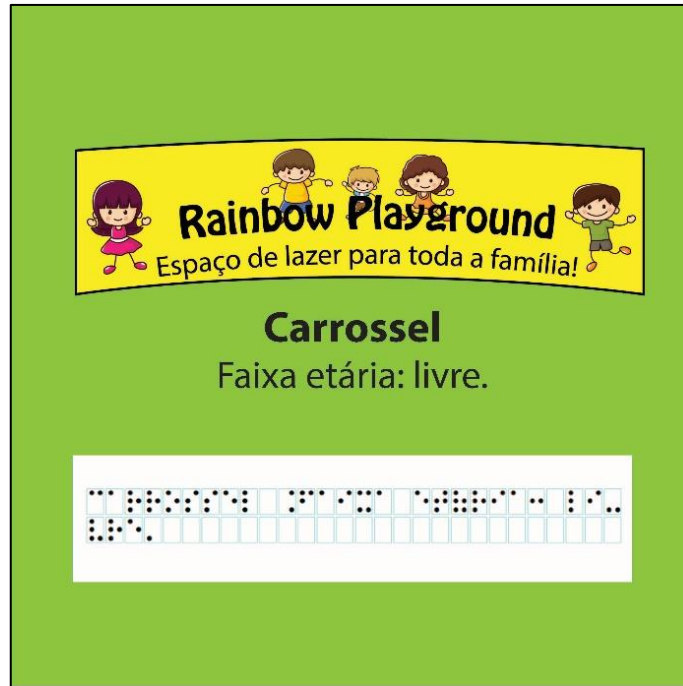 Rainbow Playground
Espaço de lazer para toda a família!
Carrossel
Faixa etária: livre.
⠉⠁⠗⠗⠕⠎⠎⠑⠇